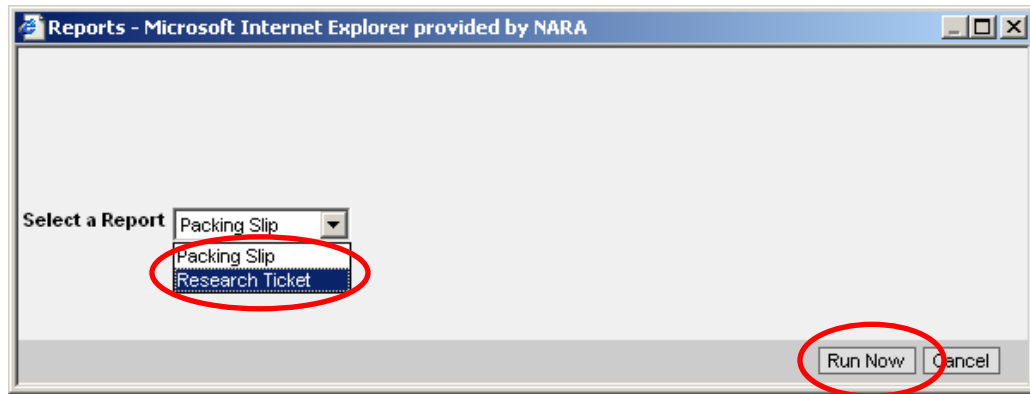 Reports - Microsoft Internet Explorer provided by NARA
Select a Report Packing Slip
Packing Slip
Research Ticket
Run Now Cancel